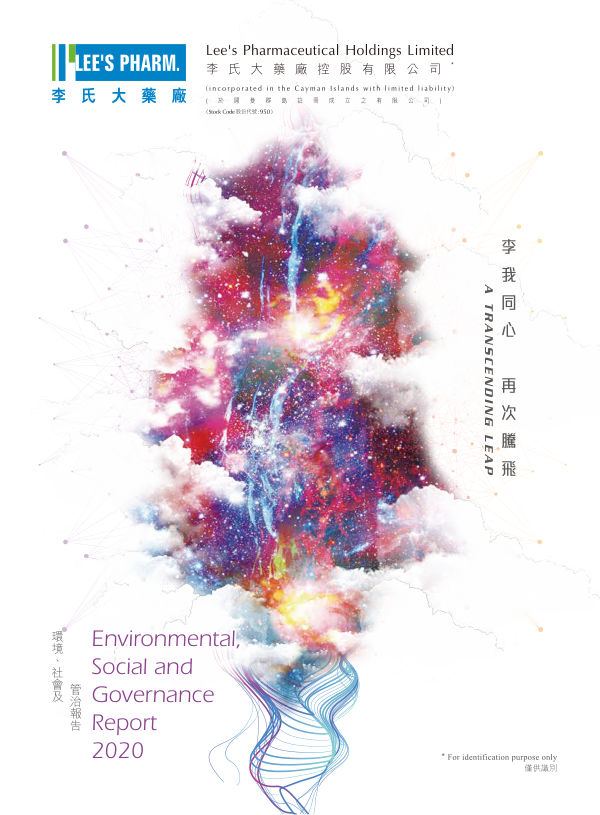 LEE'S PHARM.
李氏大藥廠
Lee's Pharmaceutical Holdings Limited
李氏大藥廠控股有限公司*
(incorporated in the Cayman Islands with limited liability)
(於開曼群島註冊成立之有限公司)
(Stock Code 股份代號:950)
李我同心 再次騰飛
A TRANSCENDING LEAP
環境、社會及
管治報告
Environmental,
Social and
Governance
Report
2020
* For identification purpose only
僅供識別